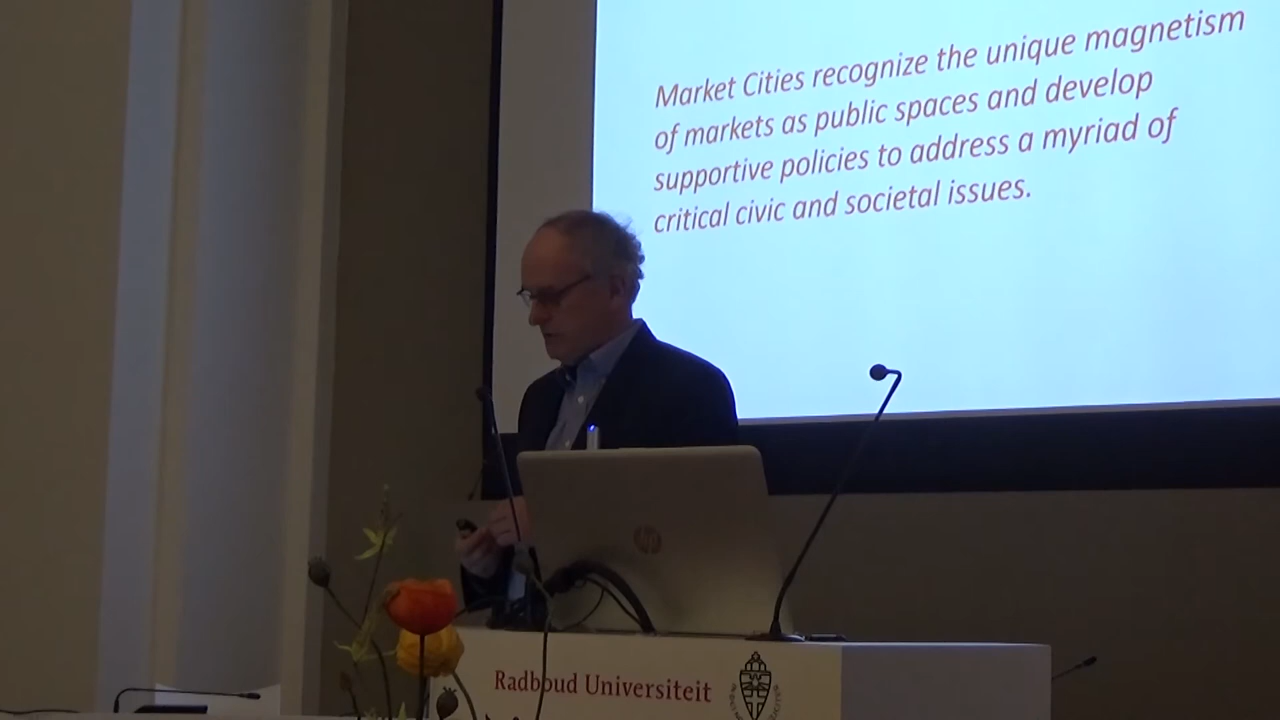 Market Cities recognize the unique magnetism
of markets as public spaces and develop
supportive policies to address a myriad of
critical civic and societal issues.
hp
Radboud Universiteit